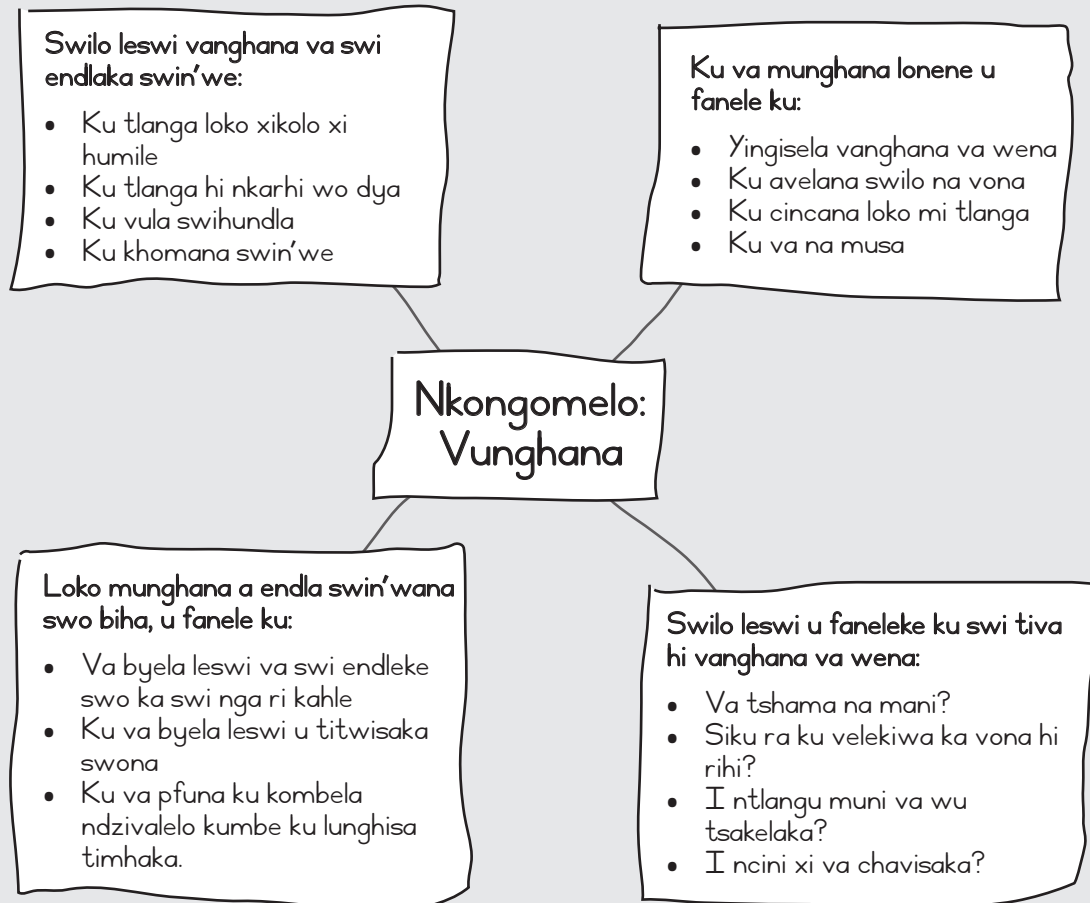 Swilo leswi vanghana va swi
endlaka swin'we:
• Ku tlanga loko xikolo xi
humile
• Ku tlanga hi nkarhi wo dya
• Ku vula swihundla
• Ku khomana swin'we
Ku va munghana lonene u
fanele ku:
• Yingisela vanghana va wena
• Ku avelana swilo na vona
• Ku cincana loko mi tlanga
• Ku va na musa
Nkongomelo:
Vunghana
Loko munghana a endla swin'wana
swo biha, u fanele ku:
• Va byela leswi va swi endleke
swo ka swi nga ri kahle
• Ku va byela leswi u titwisaka
swona
• Ku va pfuna ku kombela
ndzivalelo kumbe ku lunghisa
timhaka.
Swilo leswi u faneleke ku swi tiva
hi vanghana va wena:
• Va tshama na mani?
• Siku ra ku velekiwa ka vona hi
rihi?
• I ntlangu muni va wu
tsakelaka?
• I ncini xi va chavisaka?